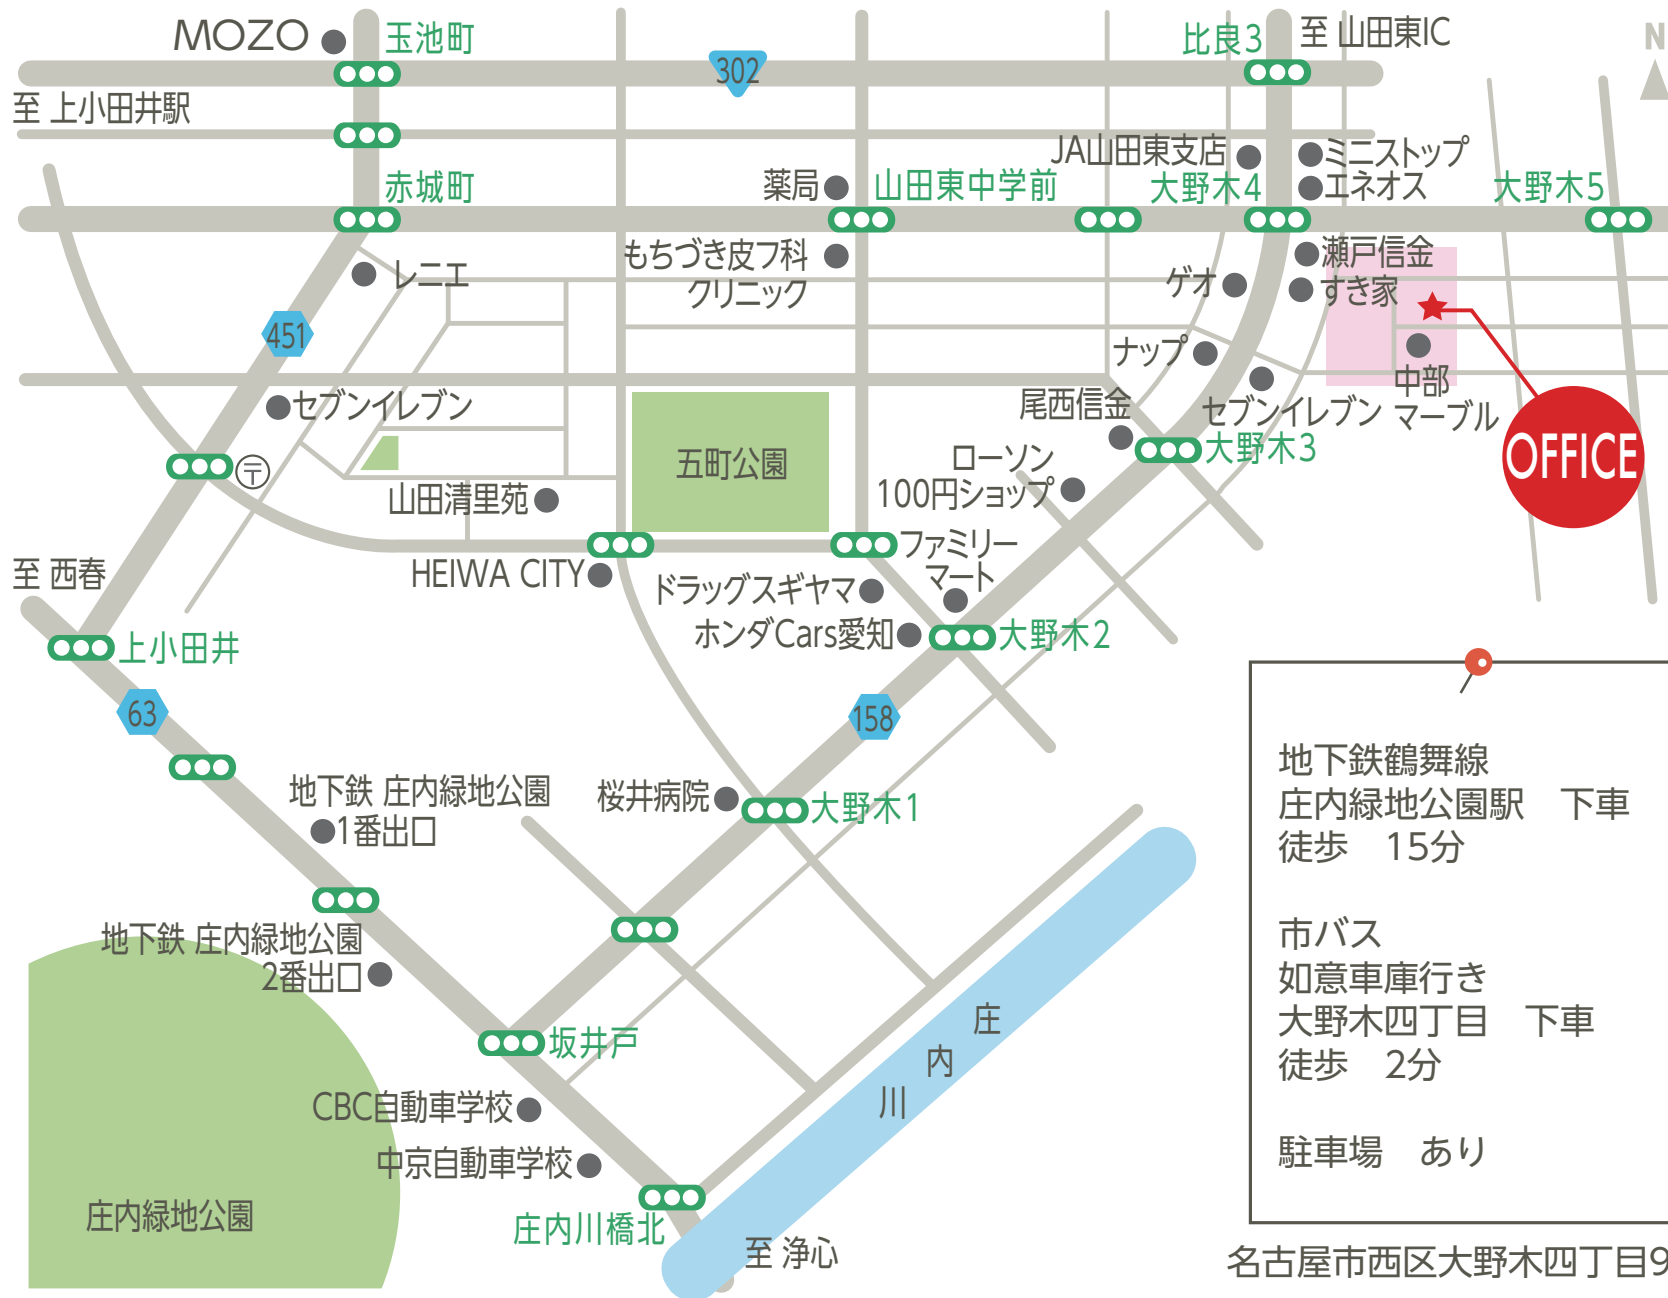 MOZO
玉池町
比良3
至 山田東IC
N
302
至 上小田井駅
JA山田東支店
ミニストップ
赤城町
薬局
山田東中学前
大野木4
エネオス
大野木5
もちづき皮フ科
クリニック
レニエ
瀬戸信金
ゲオ
すき家
451
ナップ
中部
マーブル
セブンイレブン
尾西信金
セブンイレブン
OFFICE
五町公園
大野木3
ローソン
100円ショップ
〒
山田清里苑
ファミリー
マート
至 西春
HEIWA CITY
ドラッグスギヤマ
ホンダCars愛知
大野木2
上小田井
63
158
地下鉄 庄内緑地公園
1番出口
桜井病院
大野木1
地下鉄 庄内緑地公園
2番出口
坂井戸
庄
内
川
CBC自動車学校
中京自動車学校
庄内緑地公園
庄内川橋北
至 浄心
地下鉄鶴舞線
庄内緑地公園駅　下車
徒歩　15分
市バス
如意車庫行き
大野木四丁目　下車
徒歩　2分
駐車場　あり
名古屋市西区大野木四丁目9